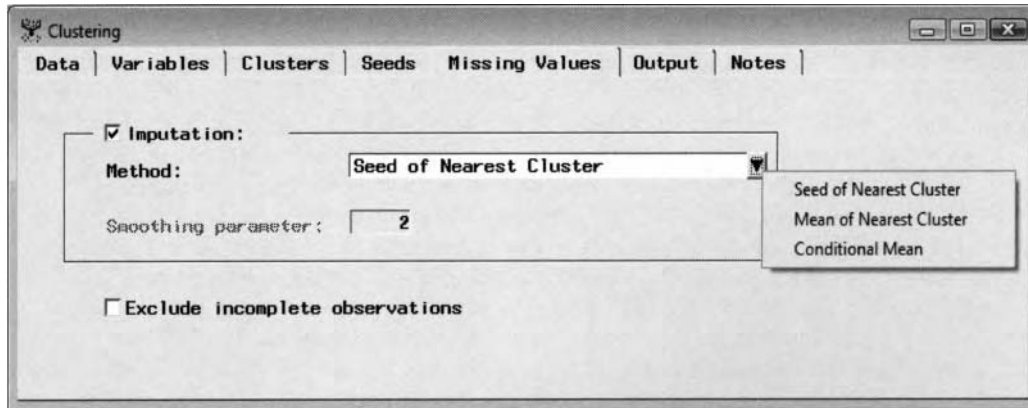 Clustering
Data Variables Clusters Seeds Missing Values Output Notes
Imputation:
Method: Seed of Nearest Cluster
Seed of Nearest Cluster
Mean of Nearest Cluster
Conditional Mean
Smoothing parameter: 2
Exclude incomplete observations